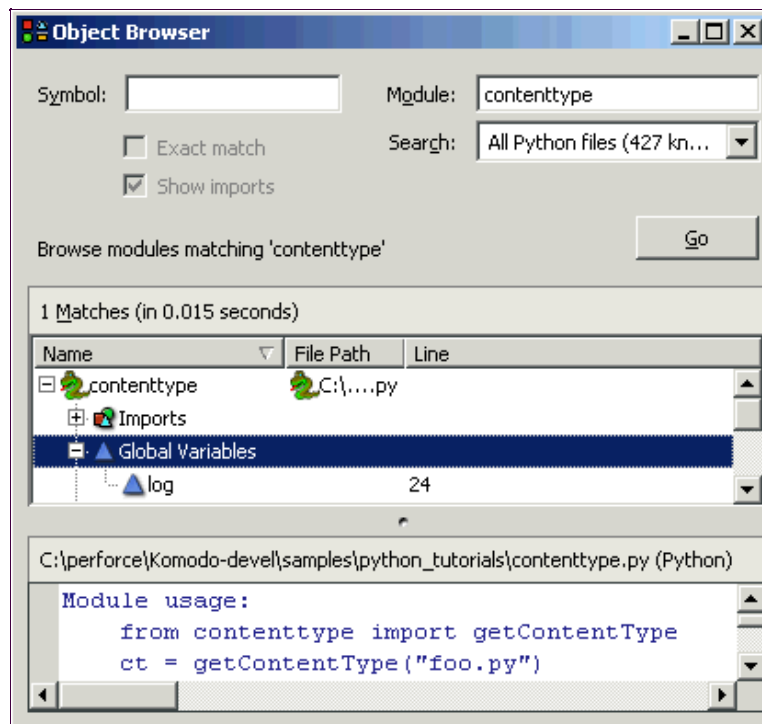 Object Browser
Symbol:
Module: contenttype
Exact match
Search: All Python files (427 kn...
Show imports
Browse modules matching 'contenttype'
Go
1 Matches (in 0.015 seconds)
Name File Path Line
contenttype C:\....py
Imports
Global Variables
log 24
C:\perforce\Komodo-devel\samples\python_tutorials\contenttype.py (Python)
Module usage:
from contenttype import getContentType
ct = getContentType("foo.py")